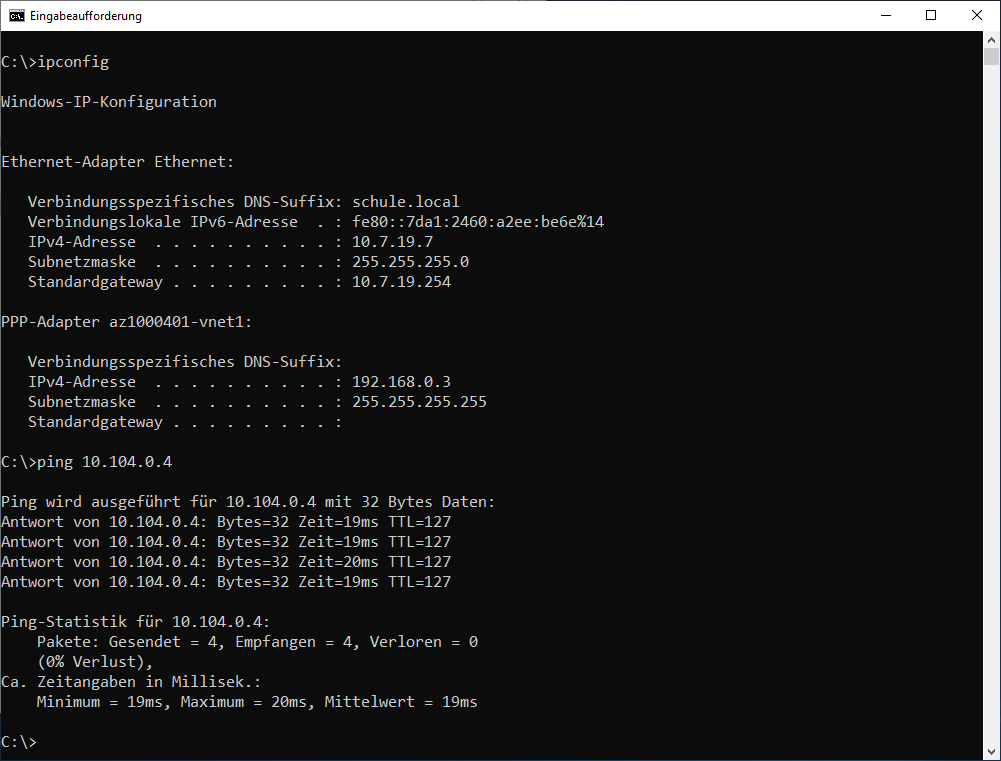 Eingabeaufforderung
C:\>ipconfig
Windows-IP-Konfiguration
Ethernet-Adapter Ethernet:
   Verbindungsspezifisches DNS-Suffix: schule.local
   Verbindungslokale IPv6-Adresse  . : fe80::7da1:2460:a2ee:be6e%14
   IPv4-Adresse  . . . . . . . . . . : 10.7.19.7
   Subnetzmaske  . . . . . . . . . . : 255.255.255.0
   Standardgateway . . . . . . . . . : 10.7.19.254
PPP-Adapter az1000401-vnet1:
   Verbindungsspezifisches DNS-Suffix:
   IPv4-Adresse  . . . . . . . . . . : 192.168.0.3
   Subnetzmaske  . . . . . . . . . . : 255.255.255.255
   Standardgateway . . . . . . . . . :
C:\>ping 10.104.0.4
Ping wird ausgeführt für 10.104.0.4 mit 32 Bytes Daten:
Antwort von 10.104.0.4: Bytes=32 Zeit=19ms TTL=127
Antwort von 10.104.0.4: Bytes=32 Zeit=19ms TTL=127
Antwort von 10.104.0.4: Bytes=32 Zeit=20ms TTL=127
Antwort von 10.104.0.4: Bytes=32 Zeit=19ms TTL=127
Ping-Statistik für 10.104.0.4:
    Pakete: Gesendet = 4, Empfangen = 4, Verloren = 0
    (0% Verlust),
Ca. Zeitangaben in Millisek.:
    Minimum = 19ms, Maximum = 20ms, Mittelwert = 19ms
C:\>